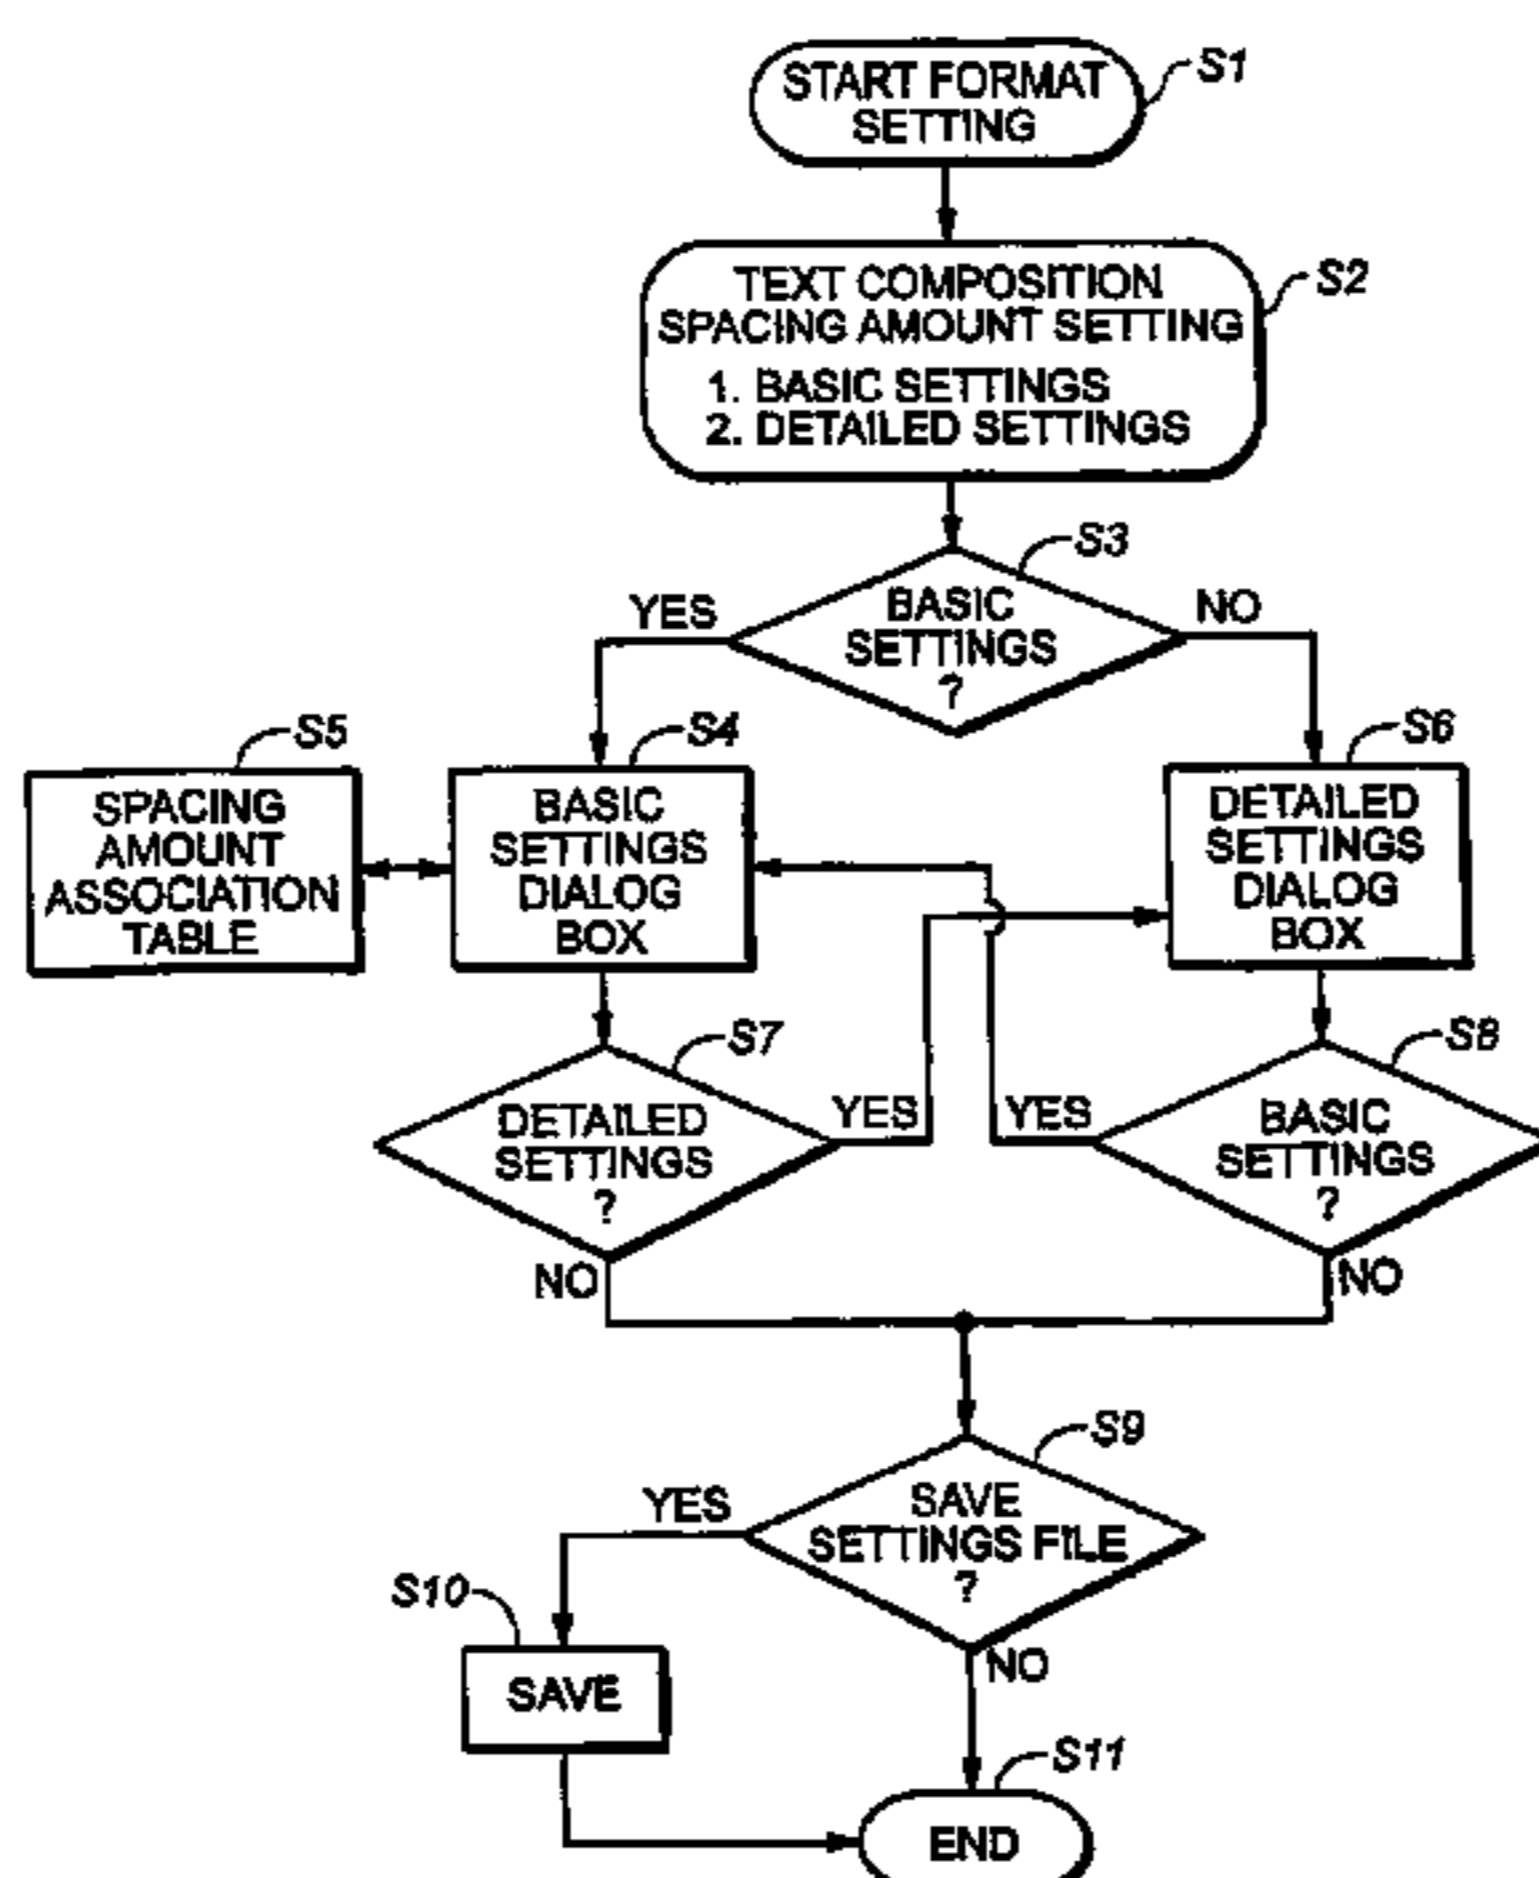 START FORMAT
SETTING
S1
TEXT COMPOSITION
SPACING AMOUNT SETTING
1. BASIC SETTINGS
2. DETAILED SETTINGS
S2
S3
YES
BASIC
SETTINGS
?
NO
S5
SPACING
AMOUNT
ASSOCIATION
TABLE
S4
BASIC
SETTINGS
DIALOG
BOX
S6
DETAILED
SETTINGS
DIALOG
BOX
S7
DETAILED
SETTINGS
?
YES
NO
S8
YES
BASIC
SETTINGS
?
NO
S9
YES
SAVE
SETTINGS FILE
?
NO
S10
SAVE
S11
END